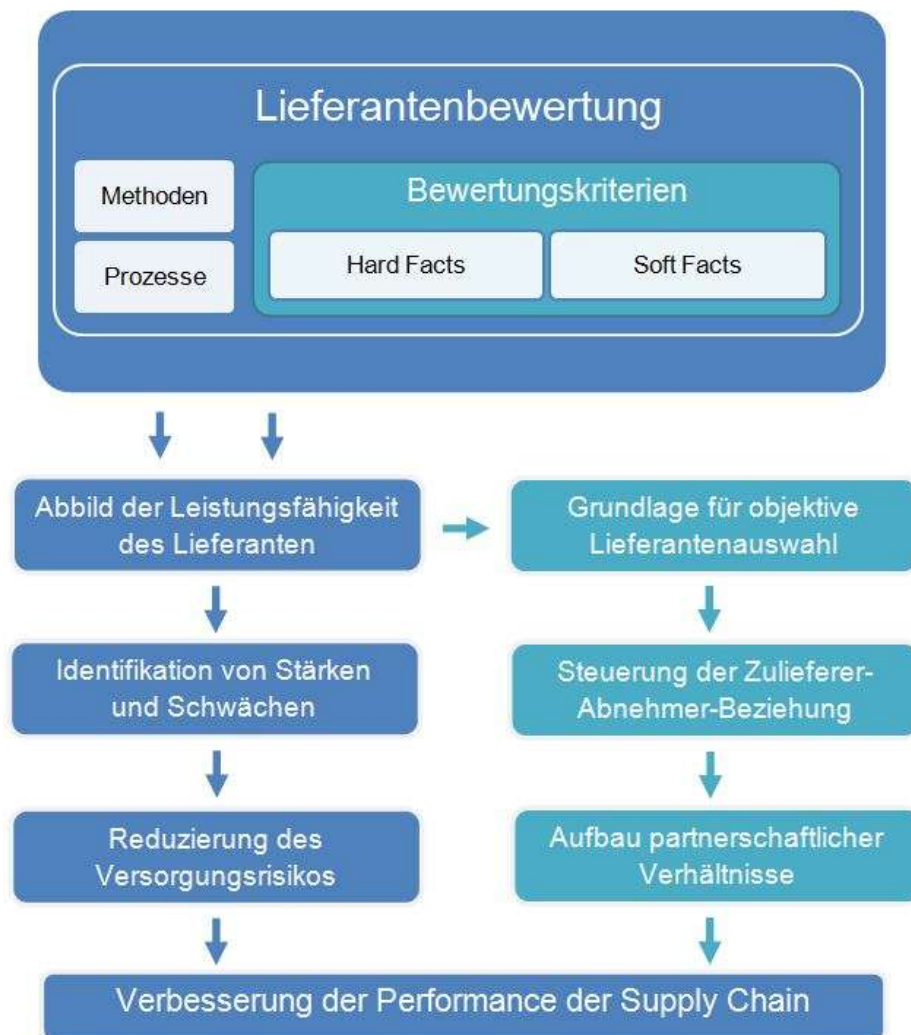 Lieferantenbewertung
Methoden
Prozesse
Bewertungskriterien
Hard Facts
Soft Facts
Abbild der Leistungsfähigkeit
des Lieferanten
Grundlage für objektive
Lieferantenauswahl
Identifikation von Stärken
und Schwächen
Steuerung der Zulieferer-
Abnehmer-Beziehung
Reduzierung des
Versorgungsrisikos
Aufbau partnerschaftlicher
Verhältnisse
Verbesserung der Performance der Supply Chain